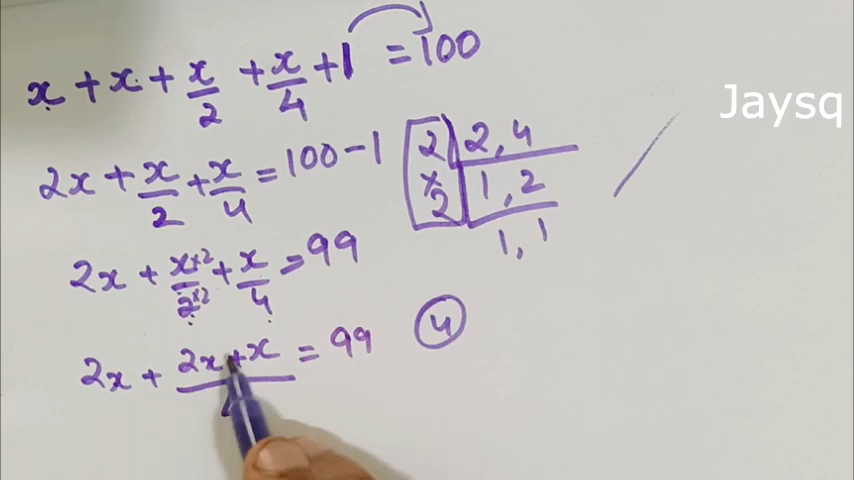 x + x + x/2 + x/4 + 1 = 100
Jaysq
2x + x/2 + x/4 = 100 - 1
2 | 2, 4
×
2 | 1, 2
1, 1
2x + x×2/2×2 + x/4 = 99
2x + 2x+x/ = 99
4